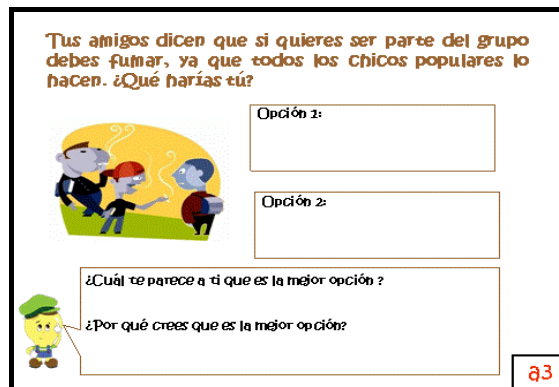 Tus amigos dicen que si quieres ser parte del grupo
debes fumar, ya que todos los chicos populares lo
hacen. ¿Qué harías tú?
Opción 1:
Opción 2:
¿Cuál te parece a ti que es la mejor opción ?
¿Por qué crees que es la mejor opción?
a3